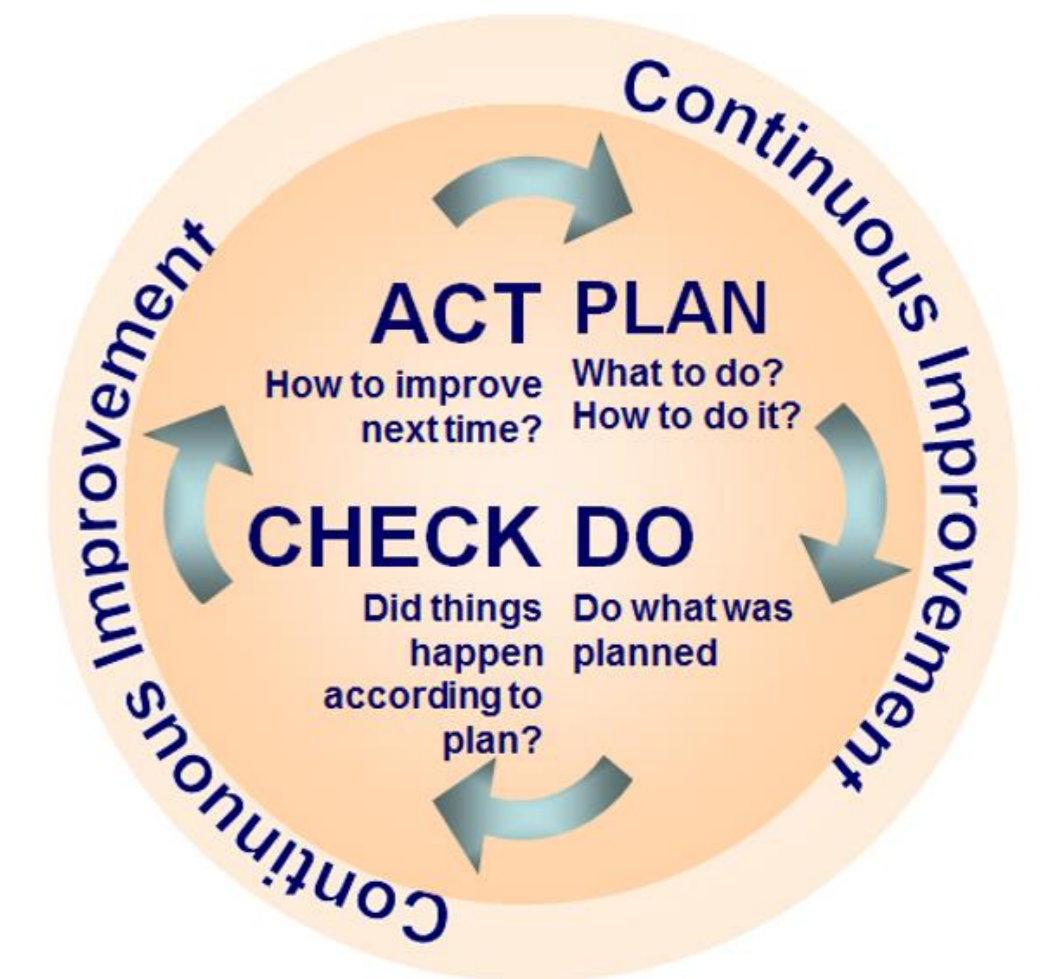 Continuous Improvement
PLAN
What to do?
How to do it?
DO
Do what was
planned
CHECK
Did things
happen
according to
plan?
ACT
How to improve
next time?
Continuous Improvement